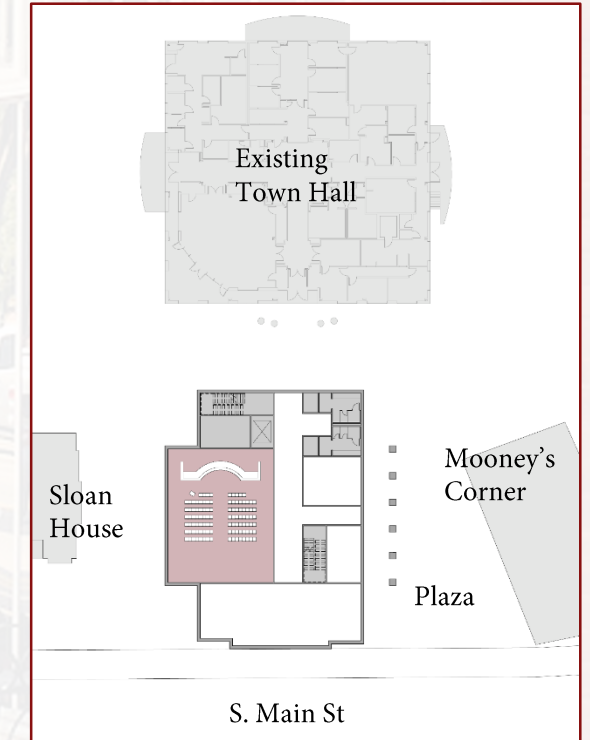 Existing
Town Hall
Sloan
House
Mooney's
Corner
Plaza
S. Main St